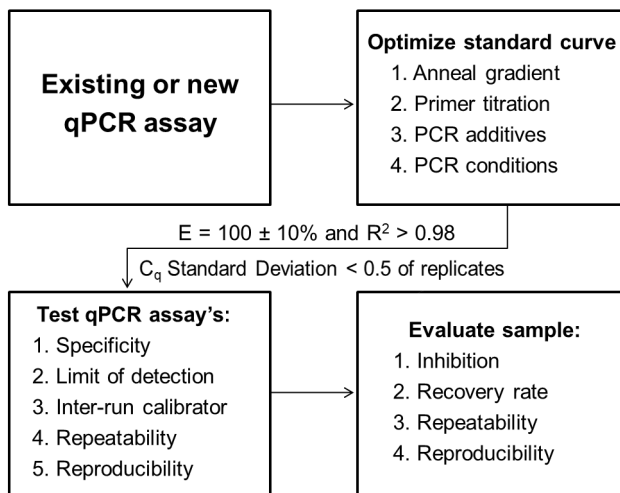 Existing or new
qPCR assay
Optimize standard curve
1. Anneal gradient
2. Primer titration
3. PCR additives
4. PCR conditions
E = 100 ± 10% and R² > 0.98
Cq Standard Deviation < 0.5 of replicates
Test qPCR assay's:
1. Specificity
2. Limit of detection
3. Inter-run calibrator
4. Repeatability
5. Reproducibility
Evaluate sample:
1. Inhibition
2. Recovery rate
3. Repeatability
4. Reproducibility